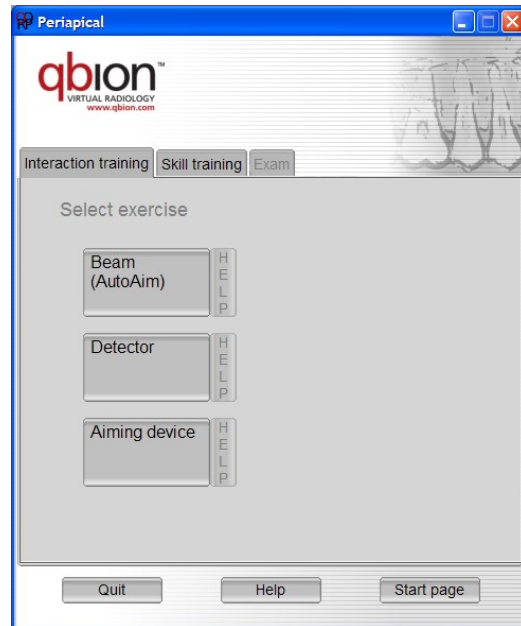 Periapical
qbion™
VIRTUAL RADIOLOGY
www.qbion.com
Interaction training
Skill training
Exam
Select exercise
Beam
(AutoAim)
HELP
Detector
HELP
Aiming device
HELP
Quit
Help
Start page